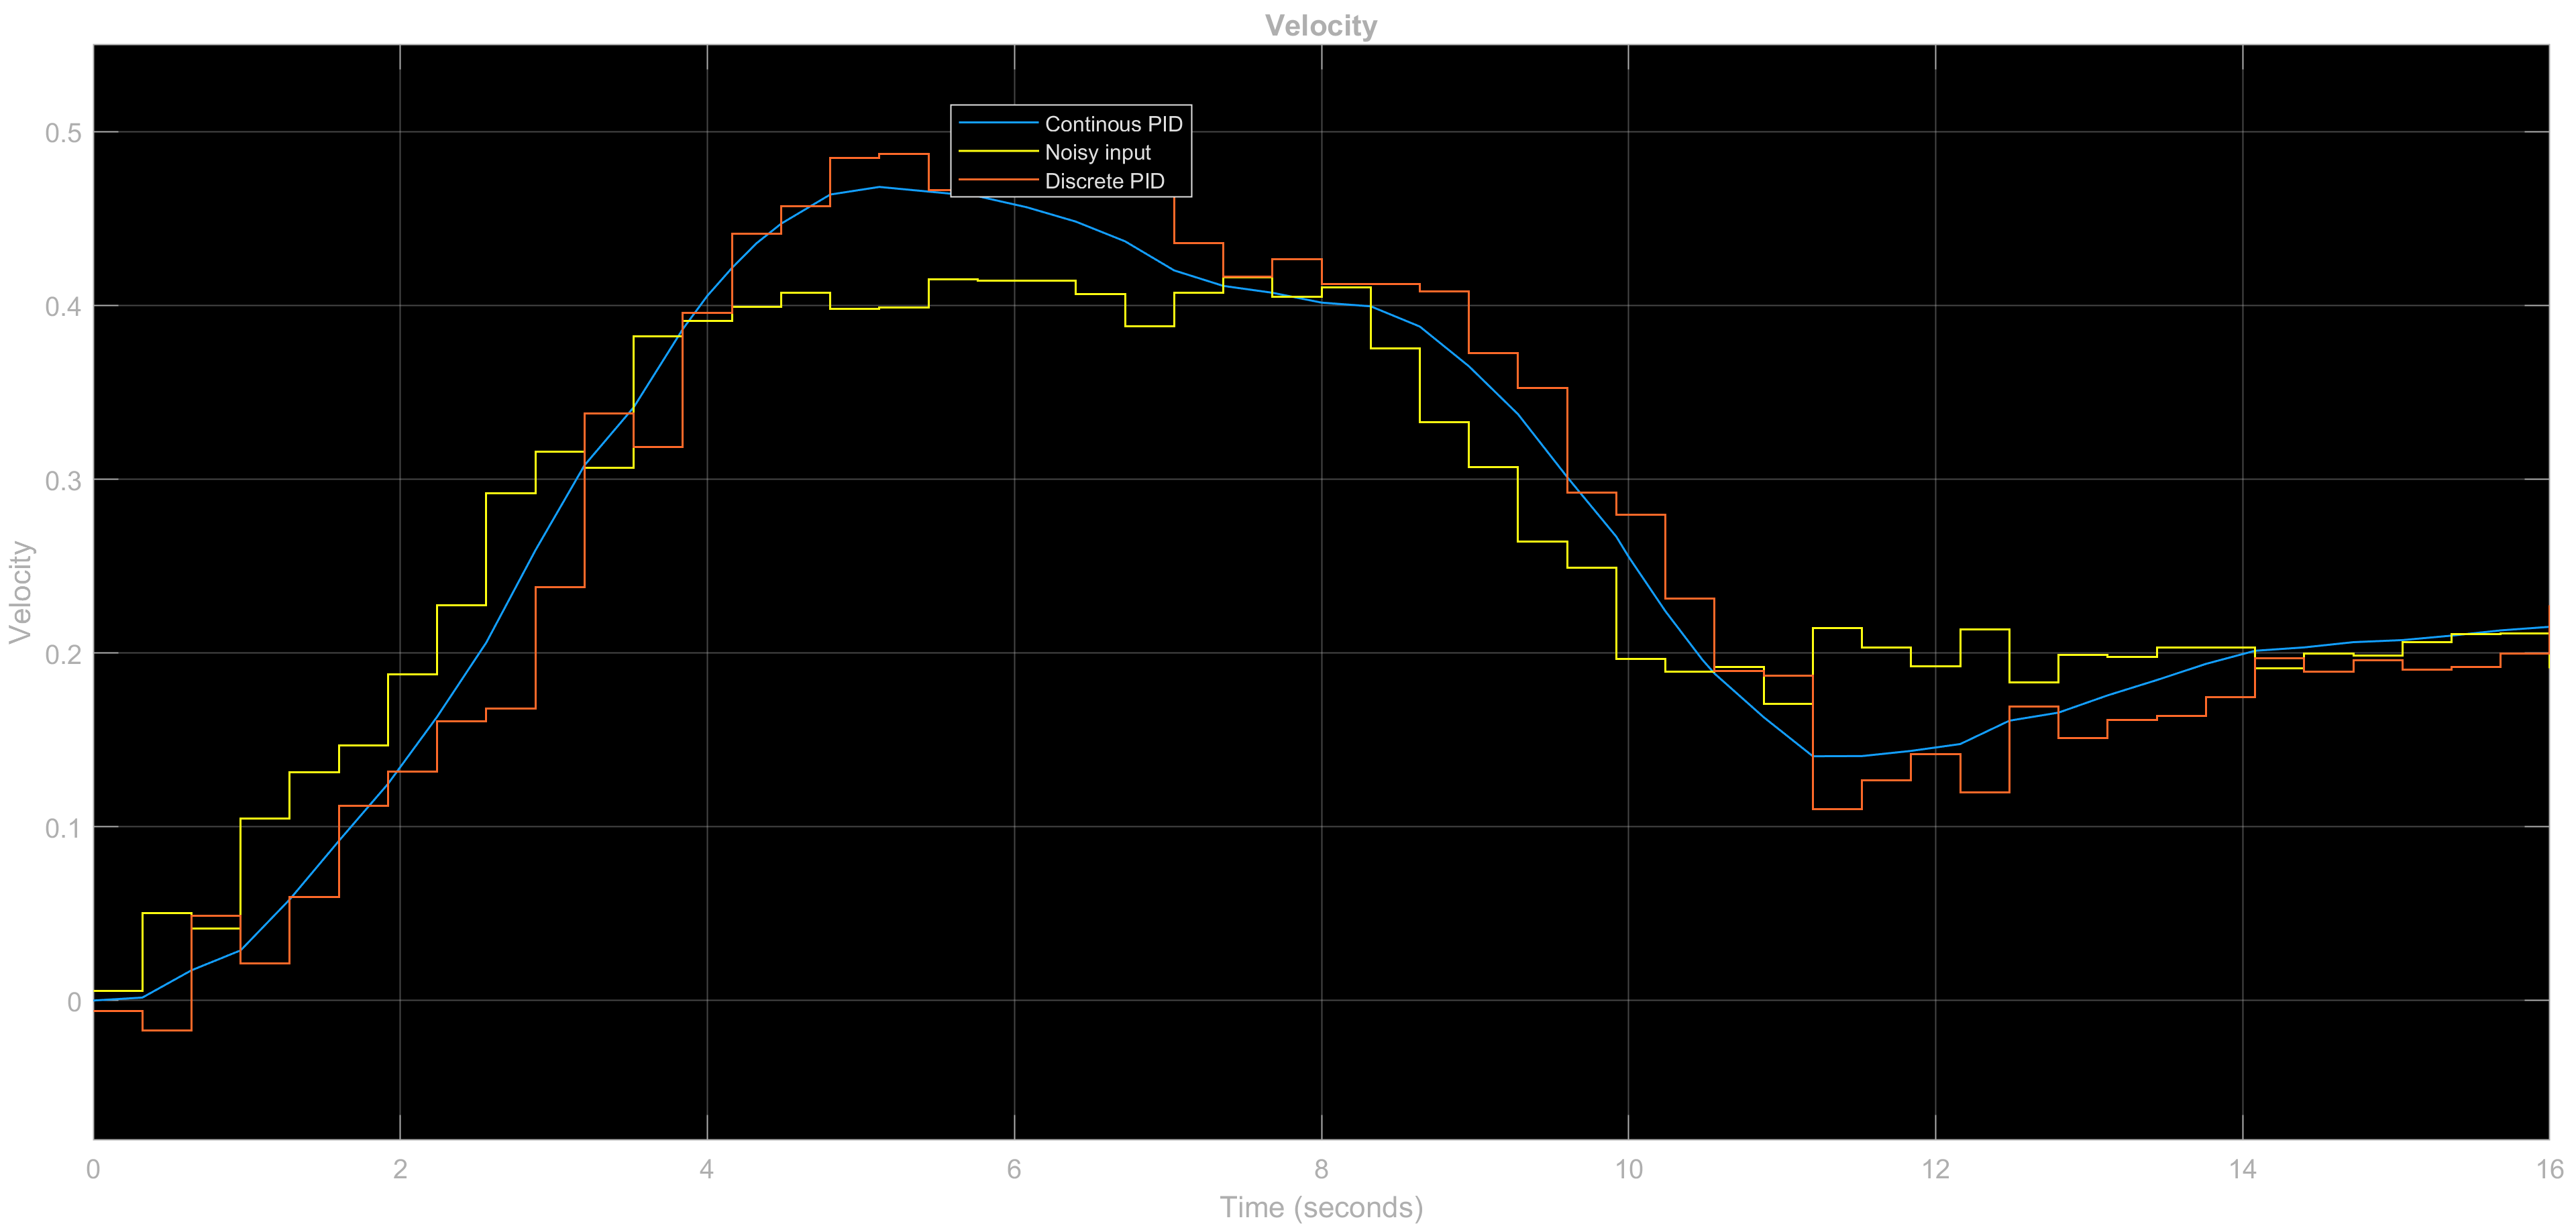 Velocity
Continous PID
Noisy input
Discrete PID
0.5
0.4
0.3
0.2
0.1
0
Velocity
0 2 4 6 8 10 12 14 16
Time (seconds)